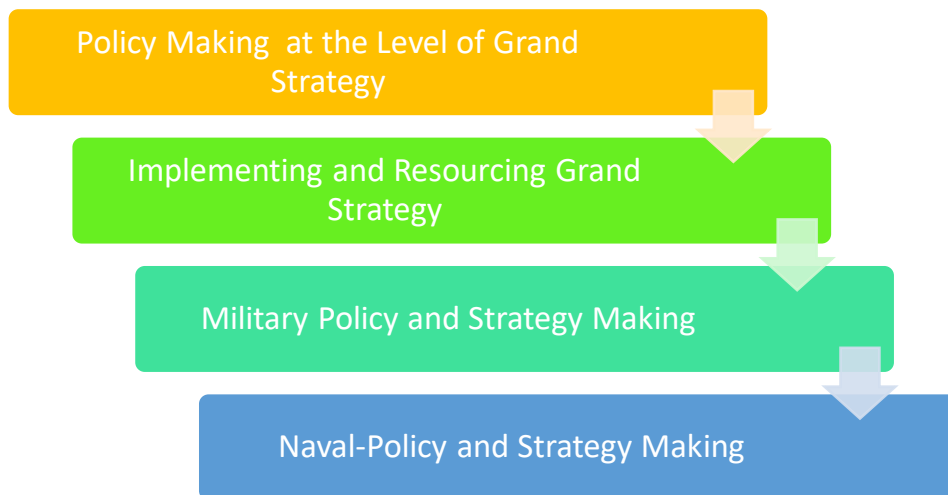 Policy Making at the Level of Grand
Strategy
Implementing and Resourcing Grand
Strategy
Military Policy and Strategy Making
Naval-Policy and Strategy Making